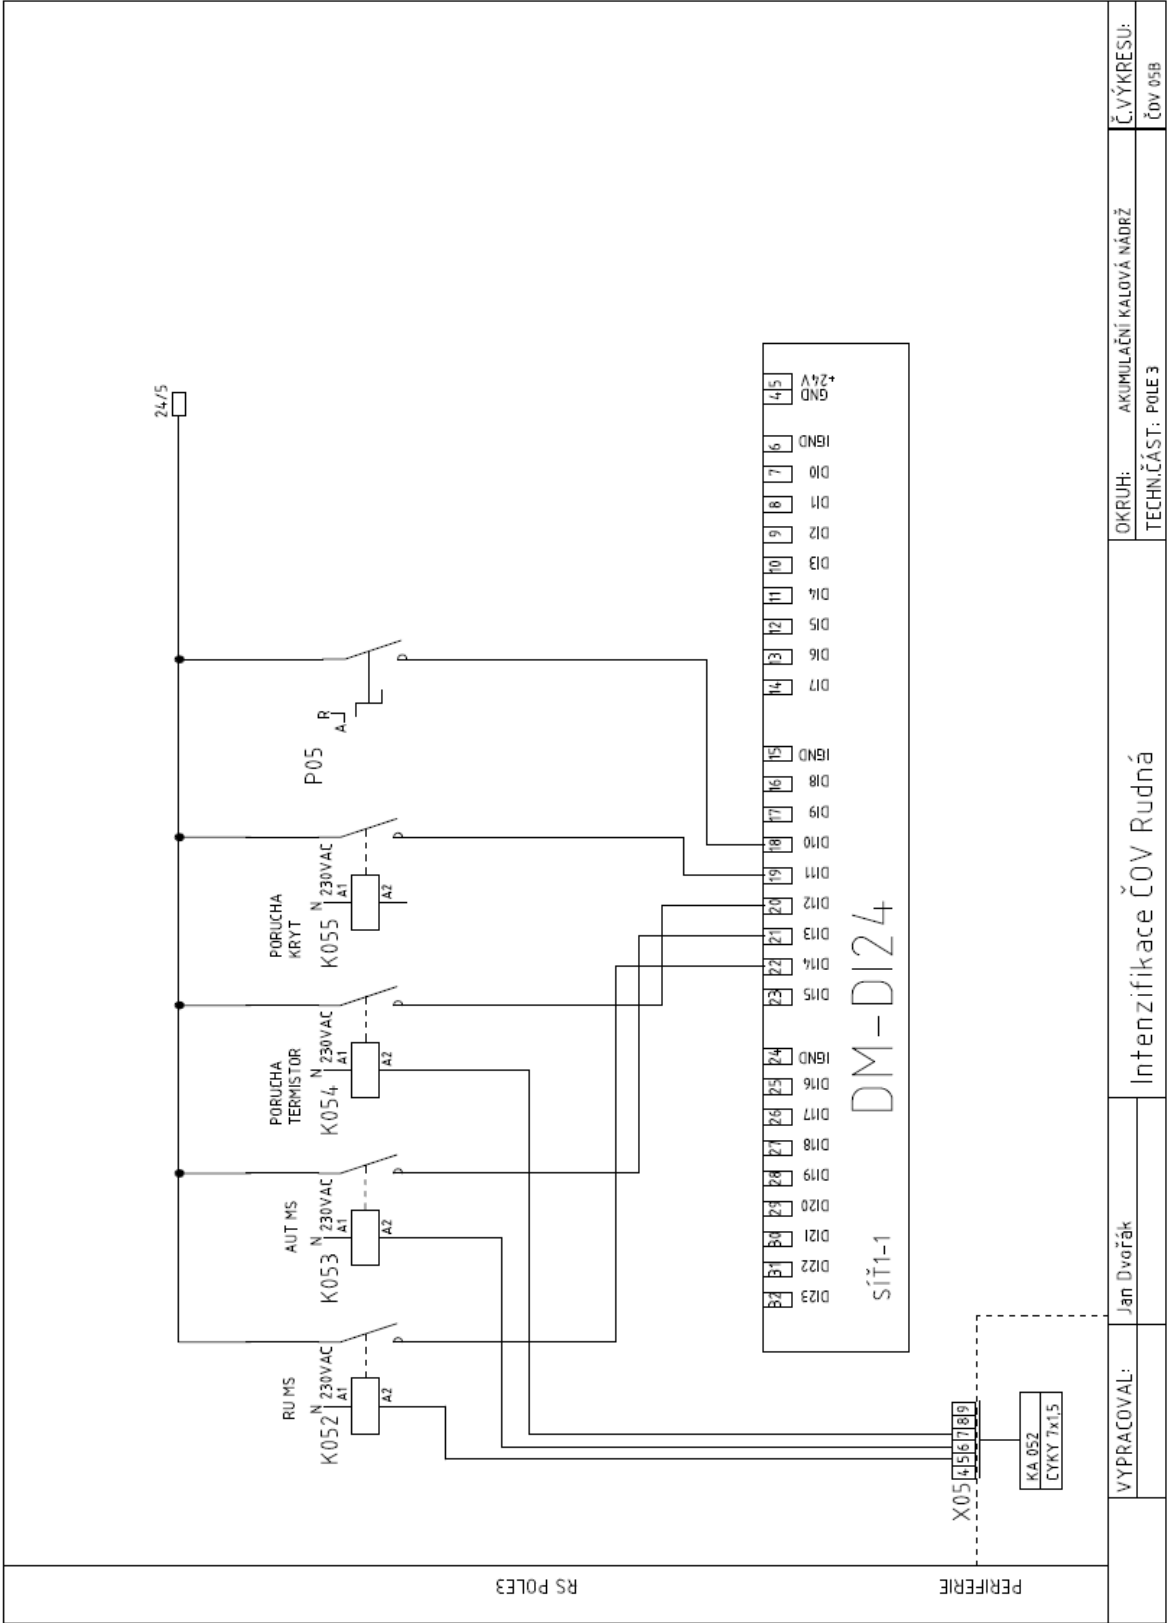 24/5
P05
A
R
PORUCHA
KRYT
K055
N 230VAC
A1
A2
PORUCHA
TERMISTOR
K054
N 230VAC
A1
A2
AUT MS
K053
N 230VAC
A1
A2
RU MS
K052
N 230VAC
A1
A2
5 +24V
4 GND
6 IGND
7 DI0
8 DI1
9 DI2
10 DI3
11 DI4
12 DI5
13 DI6
14 DI7
15 IGND
16 DI8
17 DI9
18 DI10
19 DI11
20 DI12
21 DI13
22 DI14
23 DI15
24 IGND
25 DI16
26 DI17
27 DI18
28 DI19
29 DI20
30 DI21
31 DI22
32 DI23
DM-DI24
SÍŤ1-1
X05 4 5 6 7 8 9
KA 052
CYKY 7x1,5
RS POLE3
PERIFERIE
VYPRACOVAL:
Jan Dvořák
Intenzifikace ČOV Rudná
OKRUH: AKUMULAČNÍ KALOVÁ NÁDRŽ
TECHN.ČÁST: POLE 3
Č.VÝKRESU:
ČOV 05B